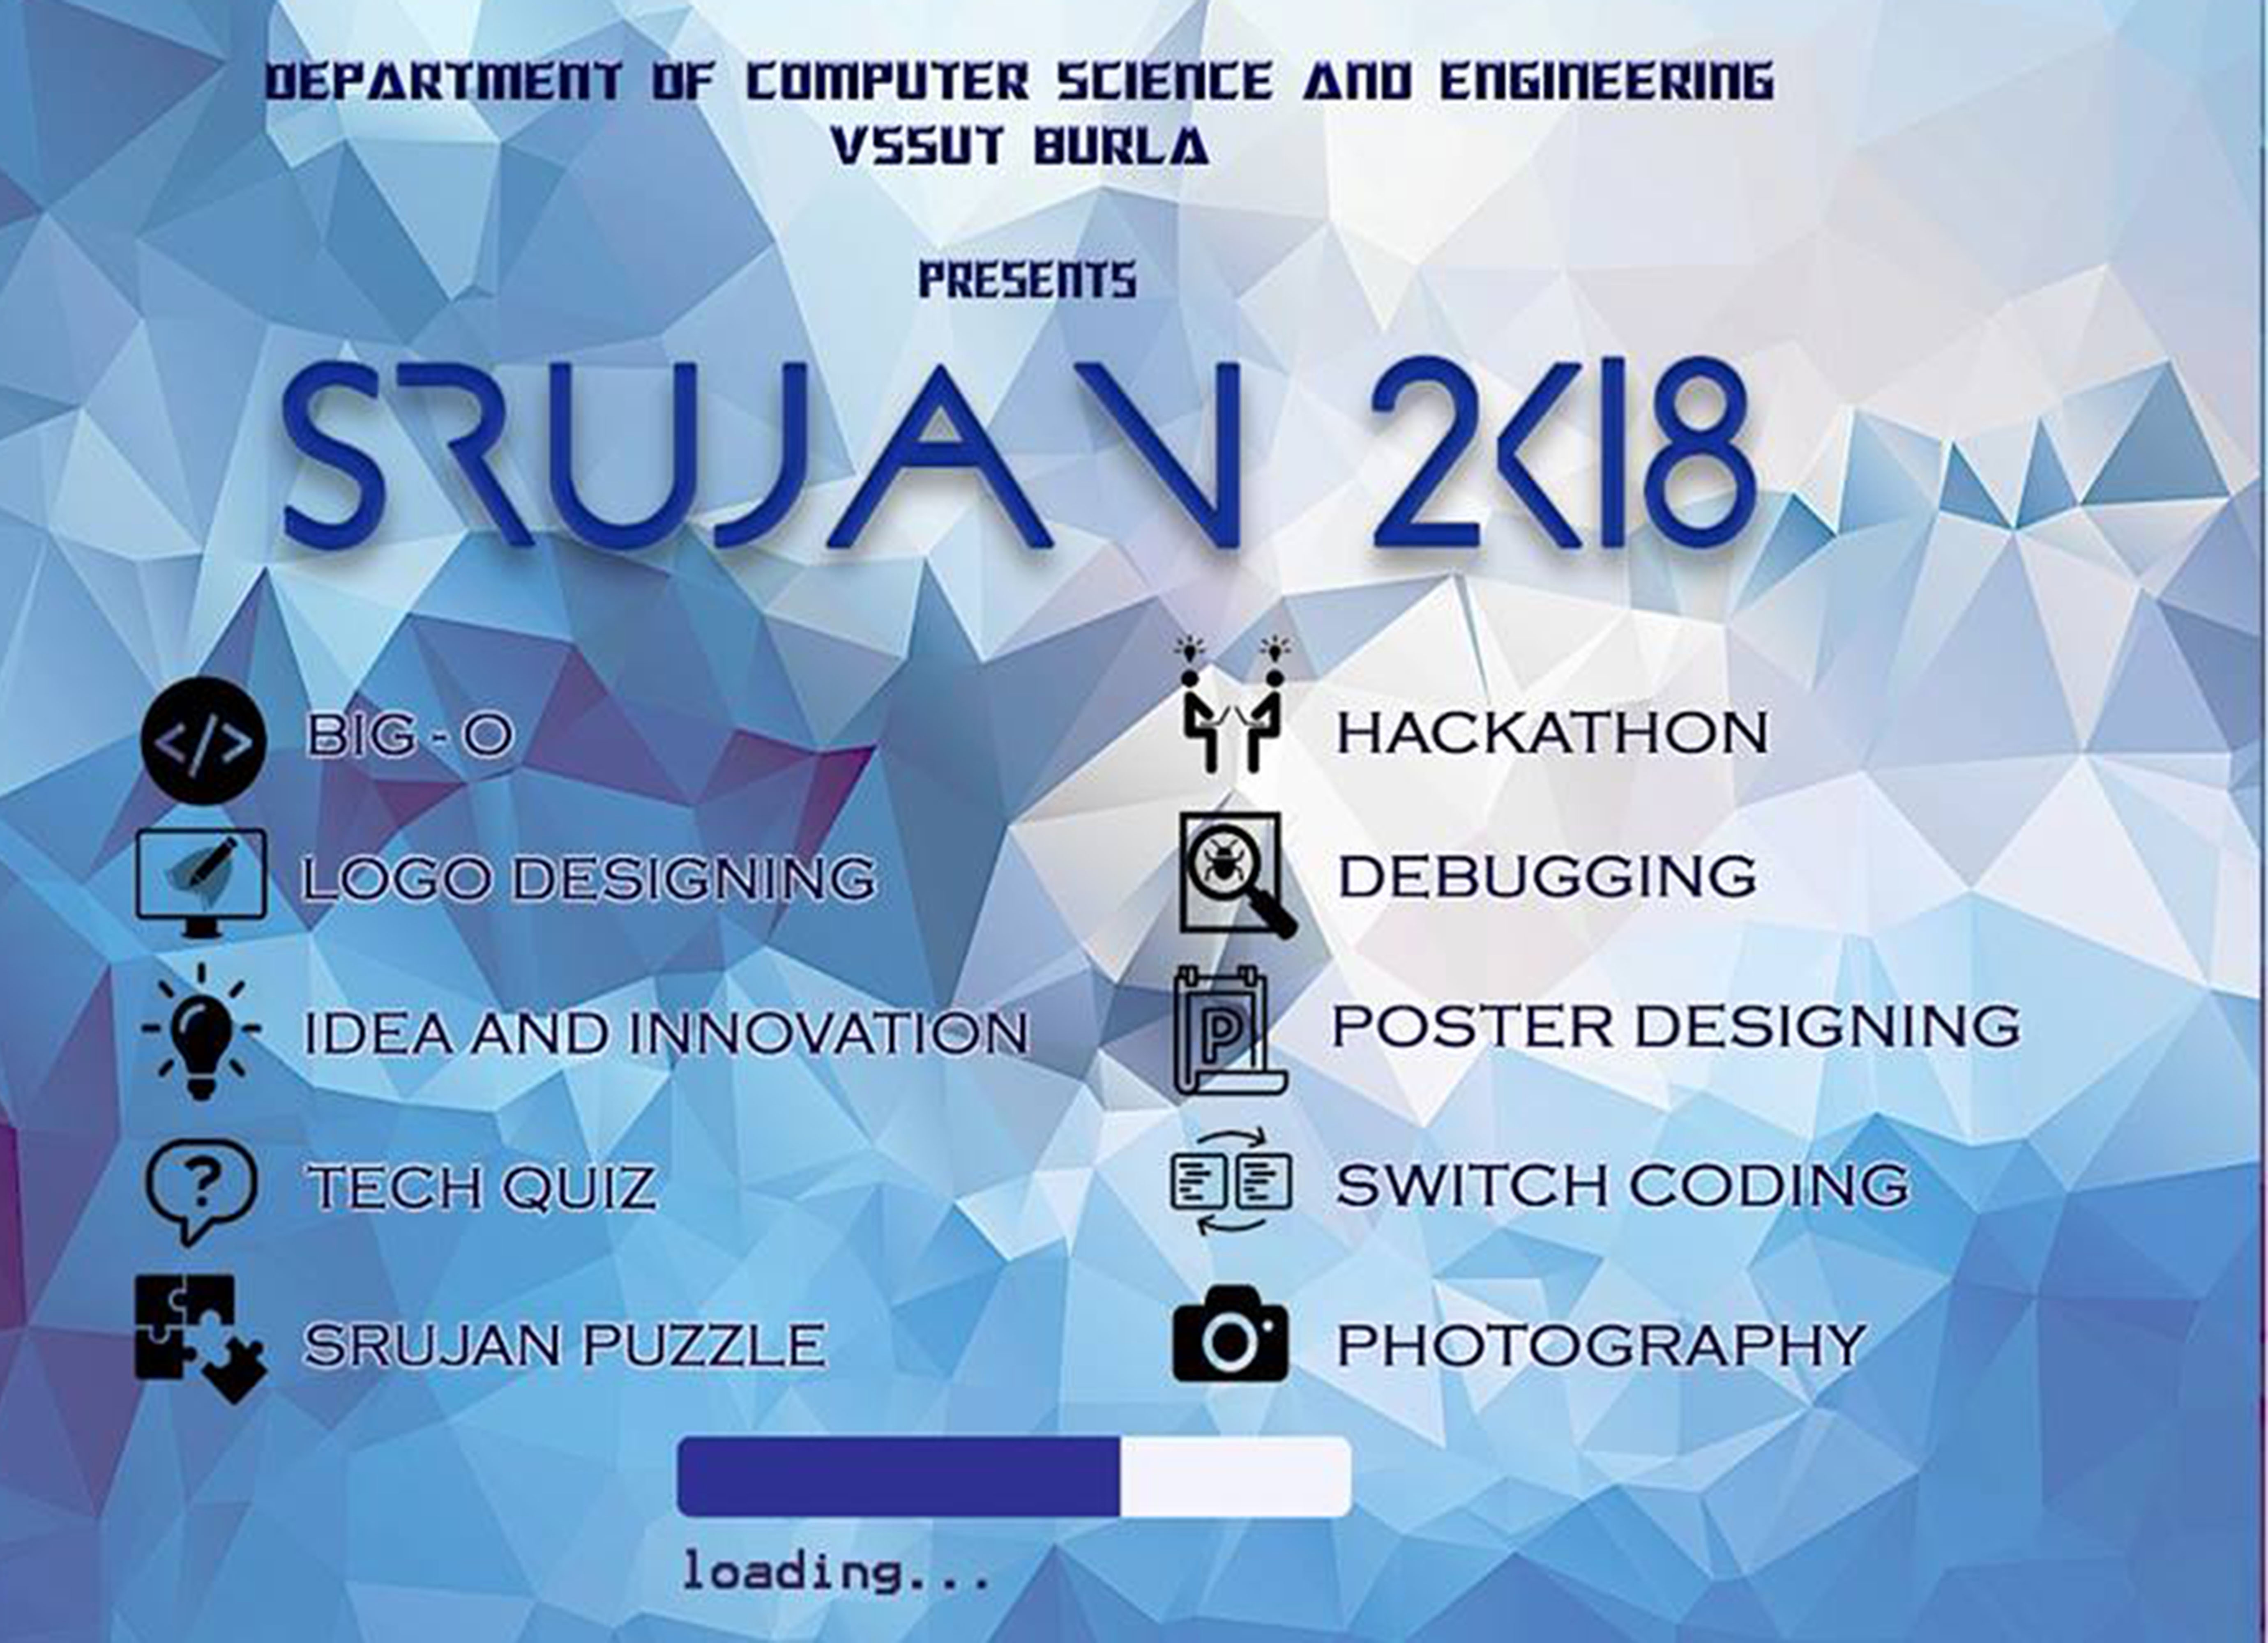 DEPARTMENT OF COMPUTER SCIENCE AND ENGINEERING
VSSUT BURLA
PRESENTS
SRUJAN 2K18
BIG - O
LOGO DESIGNING
IDEA AND INNOVATION
TECH QUIZ
SRUJAN PUZZLE
HACKATHON
DEBUGGING
P
POSTER DESIGNING
SWITCH CODING
PHOTOGRAPHY
loading...